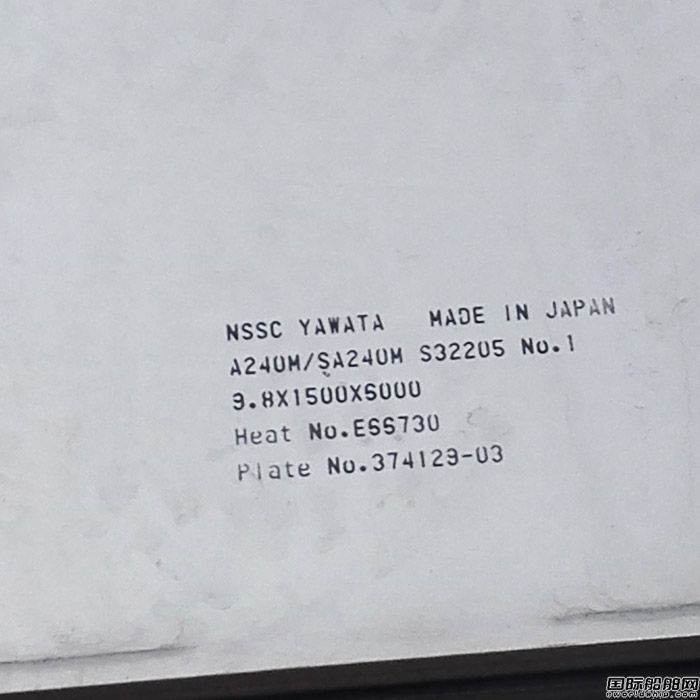 NSSC YAWATA MADE IN JAPAN
A240M/SA240M S32205 No.1
9.8X1500X6000
Heat No.ESS730
Plate No.374129-03
国际船舶网